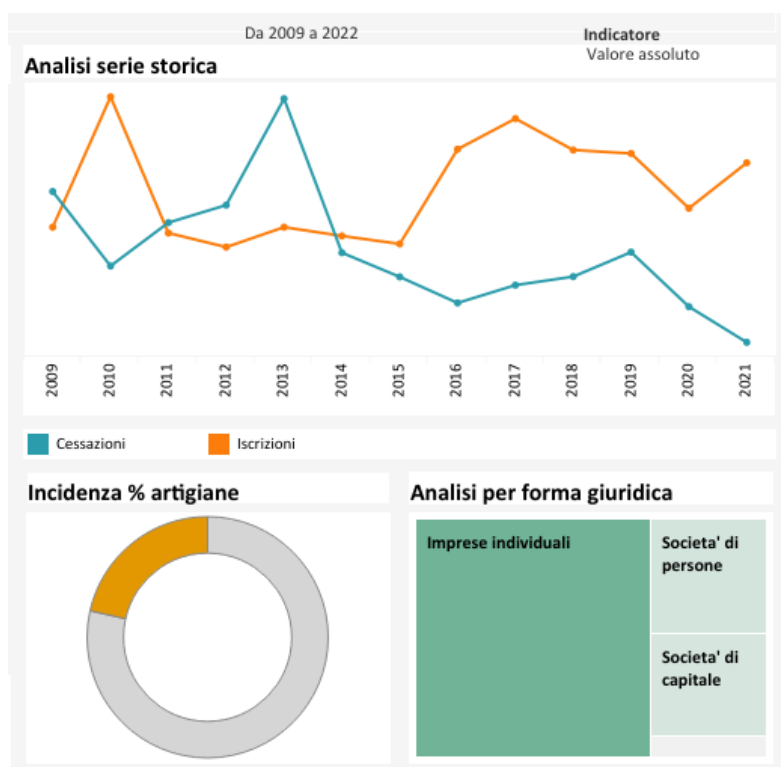 Da 2009 a 2022
Indicatore
Valore assoluto
Analisi serie storica
2009
2010
2011
2012
2013
2014
2015
2016
2017
2018
2019
2020
2021
Cessazioni
Iscrizioni
Incidenza % artigiane
Analisi per forma giuridica
Imprese individuali
Societa' di
persone
Societa' di
capitale